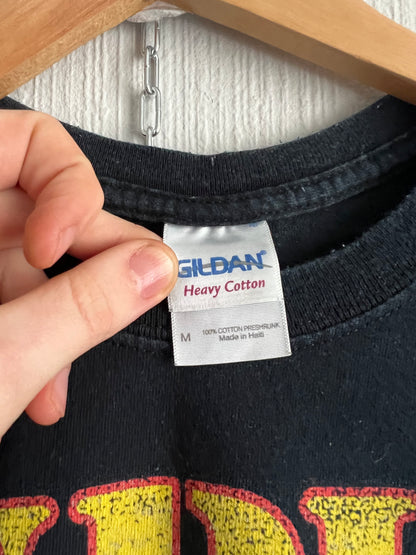 GILDAN®
Heavy Cotton
M 100% COTTON PRESHRUNK
Made in Haiti